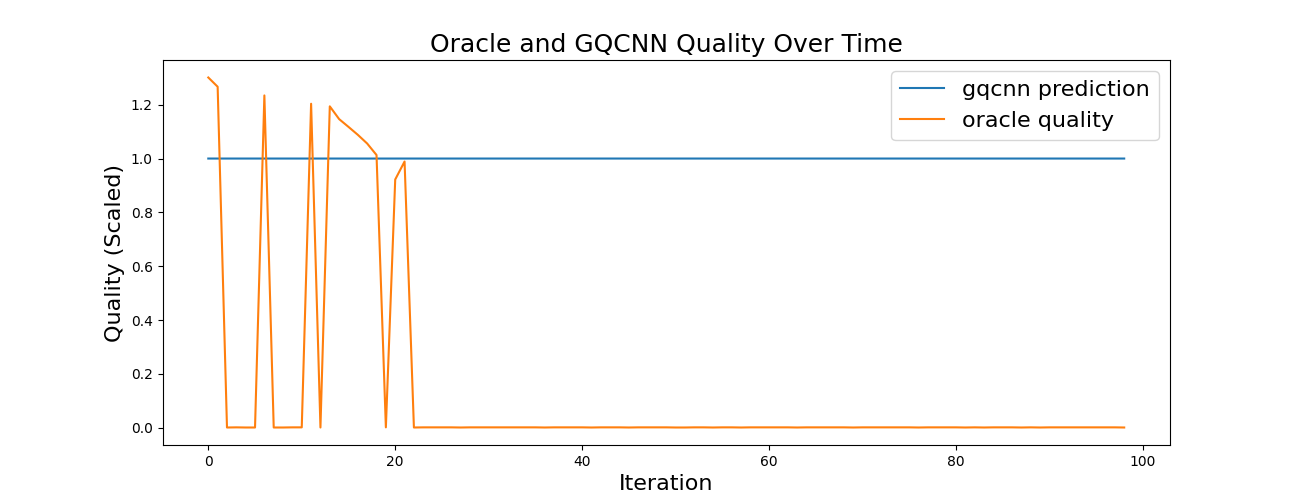 Oracle and GQCNN Quality Over Time
gqcnn prediction
oracle quality
Quality (Scaled)
1.2
1.0
0.8
0.6
0.4
0.2
0.0
0 20 40 60 80 100
Iteration